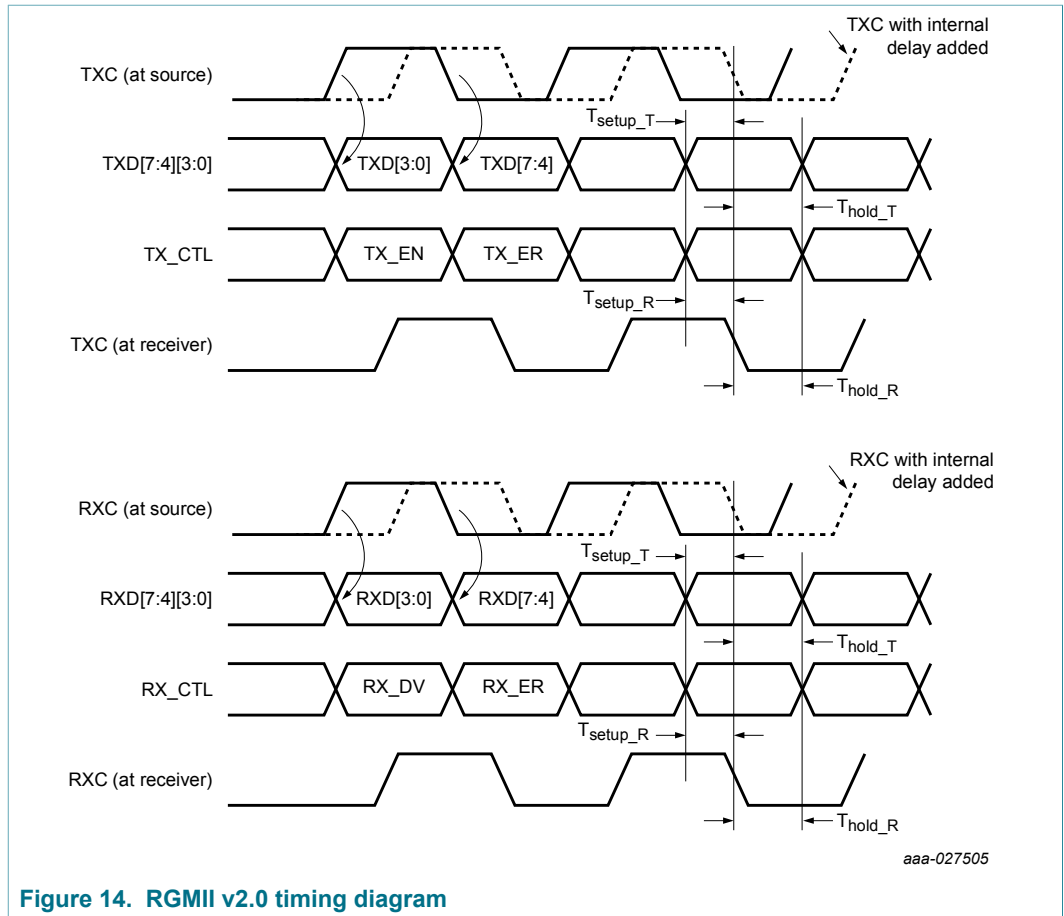 TXC with internal
delay added
TXC (at source)
Tsetup_T
TXD[7:4][3:0]
TXD[3:0]
TXD[7:4]
Thold_T
TX_CTL
TX_EN
TX_ER
Tsetup_R
TXC (at receiver)
Thold_R
RXC with internal
delay added
RXC (at source)
Tsetup_T
RXD[7:4][3:0]
RXD[3:0]
RXD[7:4]
Thold_T
RX_CTL
RX_DV
RX_ER
Tsetup_R
RXC (at receiver)
Thold_R
aaa-027505
Figure 14. RGMII v2.0 timing diagram